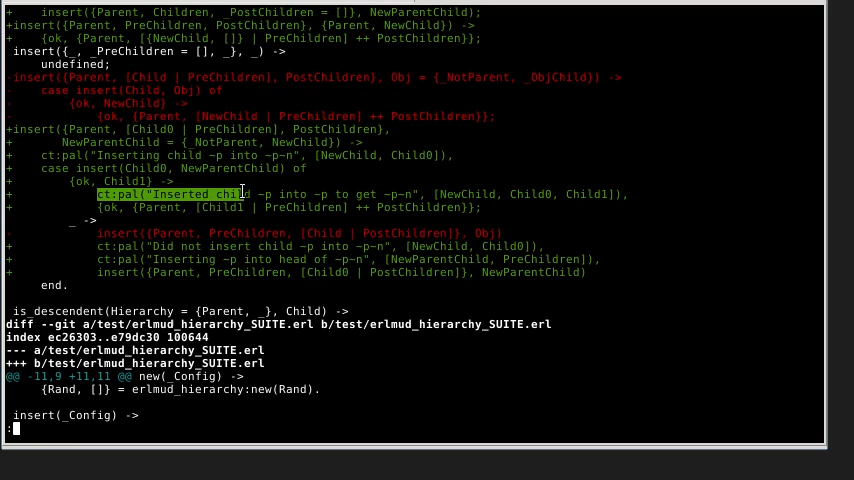 +    insert({Parent, Children, _PostChildren = []}, NewParentChild);
+insert({Parent, PreChildren, PostChildren}, {Parent, NewChild}) ->
+    {ok, {Parent, [{NewChild, []} | PreChildren] ++ PostChildren}};
 insert({_, _PreChildren = [], _}, _) ->
     undefined;
-insert({Parent, [Child | PreChildren], PostChildren}, Obj = {_NotParent, _ObjChild}) ->
-    case insert(Child, Obj) of
-        {ok, NewChild} ->
-            {ok, {Parent, [NewChild | PreChildren] ++ PostChildren}};
+insert({Parent, [Child0 | PreChildren], PostChildren},
+       NewParentChild = {_NotParent, NewChild}) ->
+    ct:pal("Inserting child ~p into ~p~n", [NewChild, Child0]),
+    case insert(Child0, NewParentChild) of
+        {ok, Child1} ->
+            ct:pal("Inserted child ~p into ~p to get ~p~n", [NewChild, Child0, Child1]),
+            {ok, {Parent, [Child1 | PreChildren] ++ PostChildren}};
         _ ->
-            insert({Parent, PreChildren, [Child | PostChildren]}, Obj)
+            ct:pal("Did not insert child ~p into ~p~n", [NewChild, Child0]),
+            ct:pal("Inserting ~p into head of ~p~n", [NewParentChild, PreChildren]),
+            insert({Parent, PreChildren, [Child0 | PostChildren]}, NewParentChild)
     end.
 is_descendent(Hierarchy = {Parent, _}, Child) ->
diff --git a/test/erlmud_hierarchy_SUITE.erl b/test/erlmud_hierarchy_SUITE.erl
index ec26303..e79dc30 100644
--- a/test/erlmud_hierarchy_SUITE.erl
+++ b/test/erlmud_hierarchy_SUITE.erl
@@ -11,9 +11,11 @@ new(_Config) ->
     {Rand, []} = erlmud_hierarchy:new(Rand).
 insert(_Config) ->
: